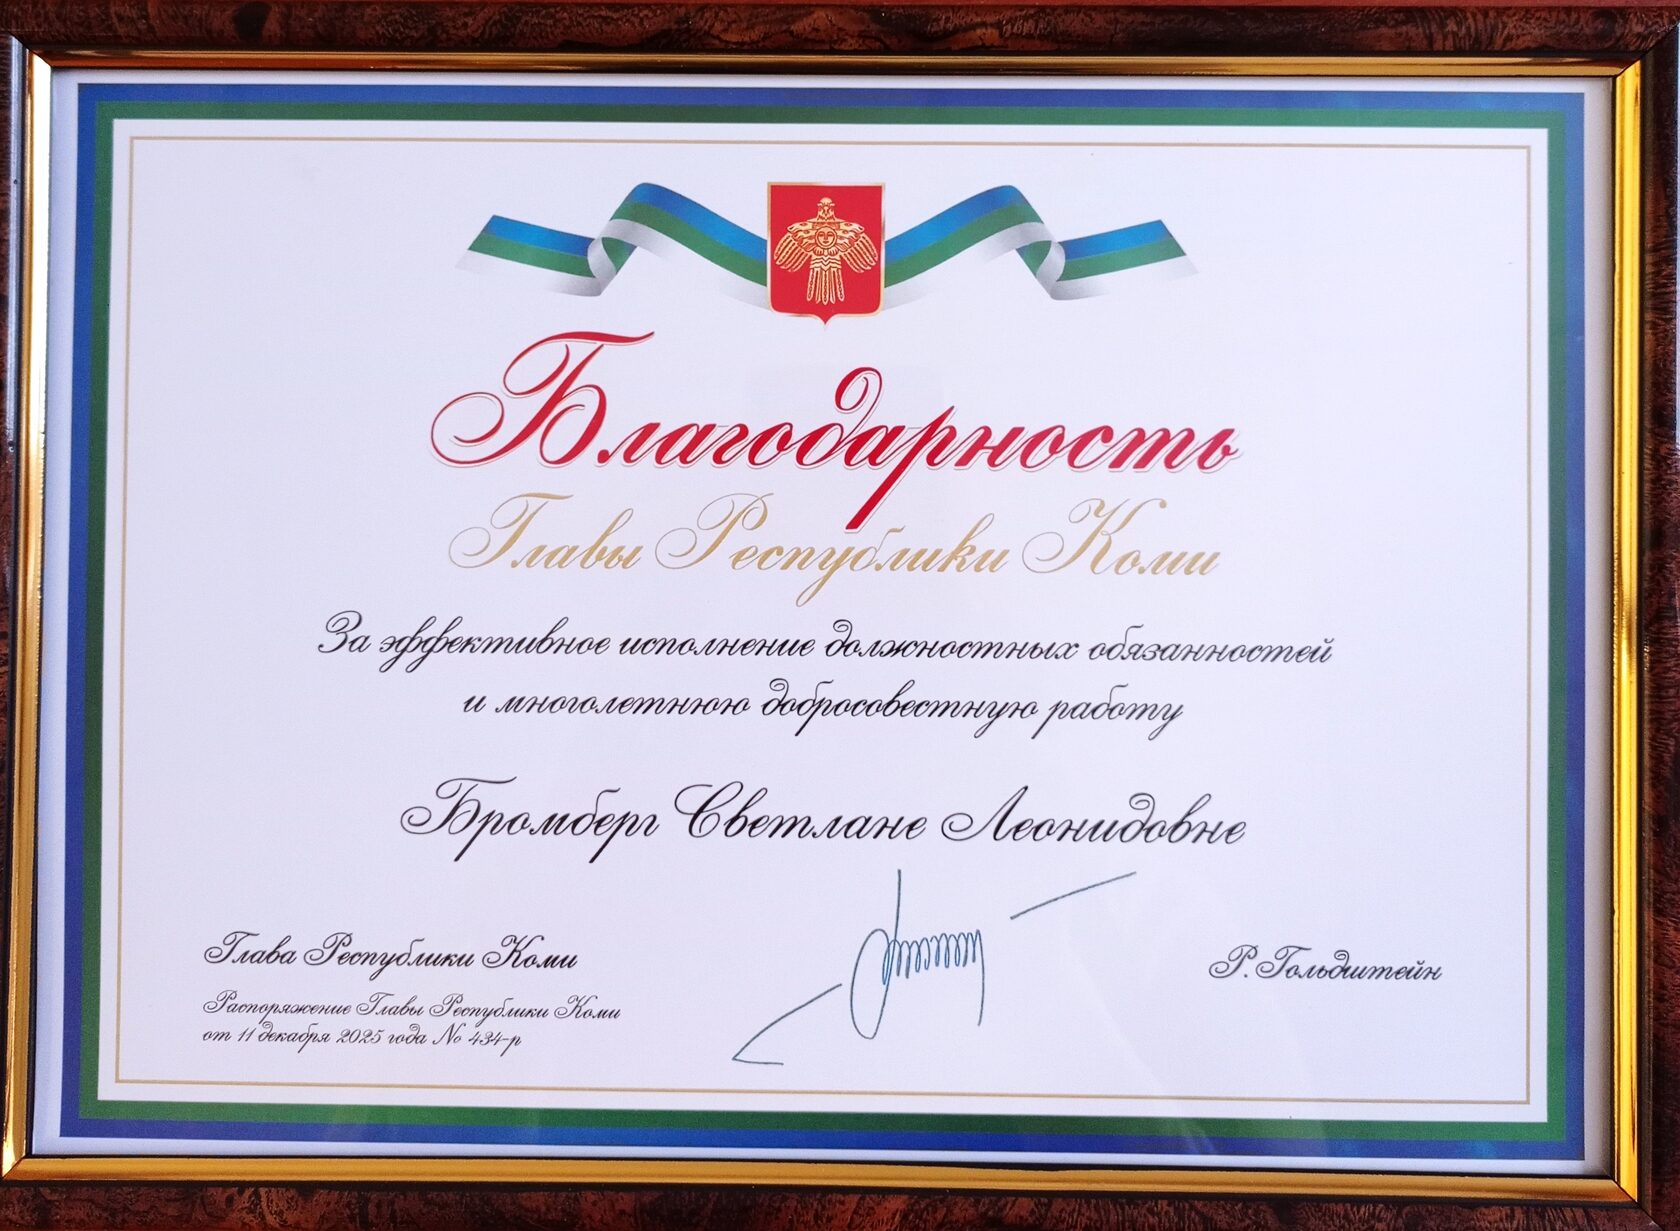 Благодарность
Главы Республики Коми
За эффективное исполнение должностных обязанностей
и многолетнюю добросовестную работу
Бромберг Светлане Леонидовне
Глава Республики Коми
Р. Гольдштейн
Распоряжение Главы Республики Коми
от 11 декабря 2025 года № 434-р